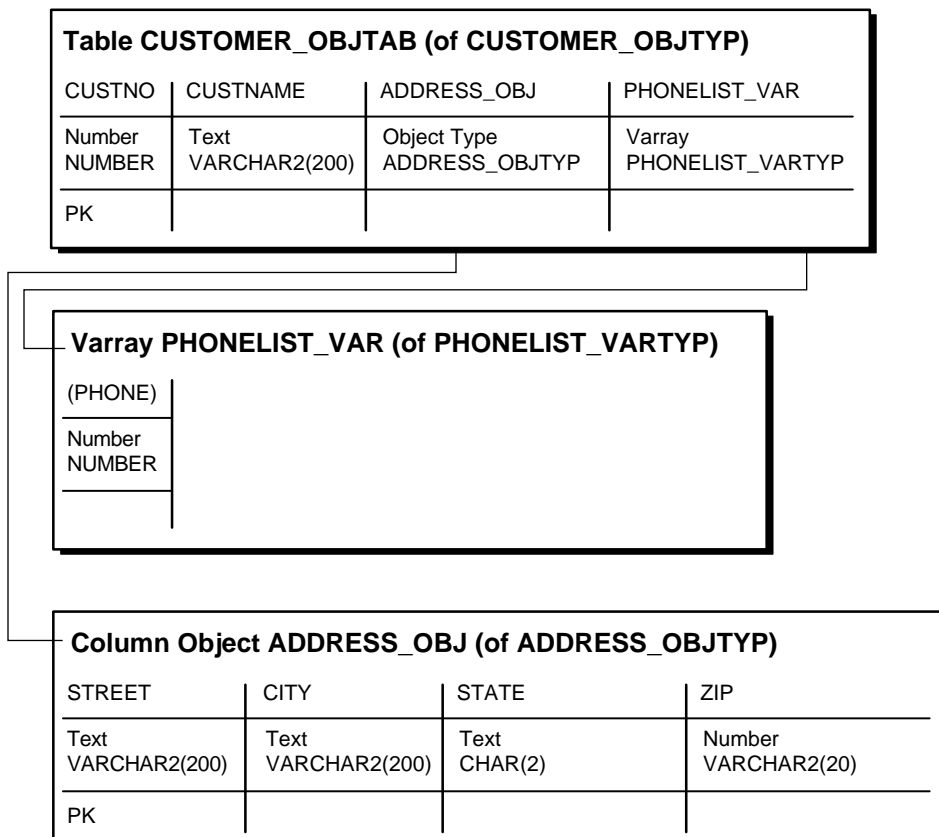 Table CUSTOMER_OBJTAB (of CUSTOMER_OBJTYP)
CUSTNO CUSTNAME ADDRESS_OBJ PHONELIST_VAR
Number Text Object Type Varray
NUMBER VARCHAR2(200) ADDRESS_OBJTYP PHONELIST_VARTYP
PK
Varray PHONELIST_VAR (of PHONELIST_VARTYP)
(PHONE)
Number
NUMBER
Column Object ADDRESS_OBJ (of ADDRESS_OBJTYP)
STREET CITY STATE ZIP
Text Text Text Number
VARCHAR2(200) VARCHAR2(200) CHAR(2) VARCHAR2(20)
PK